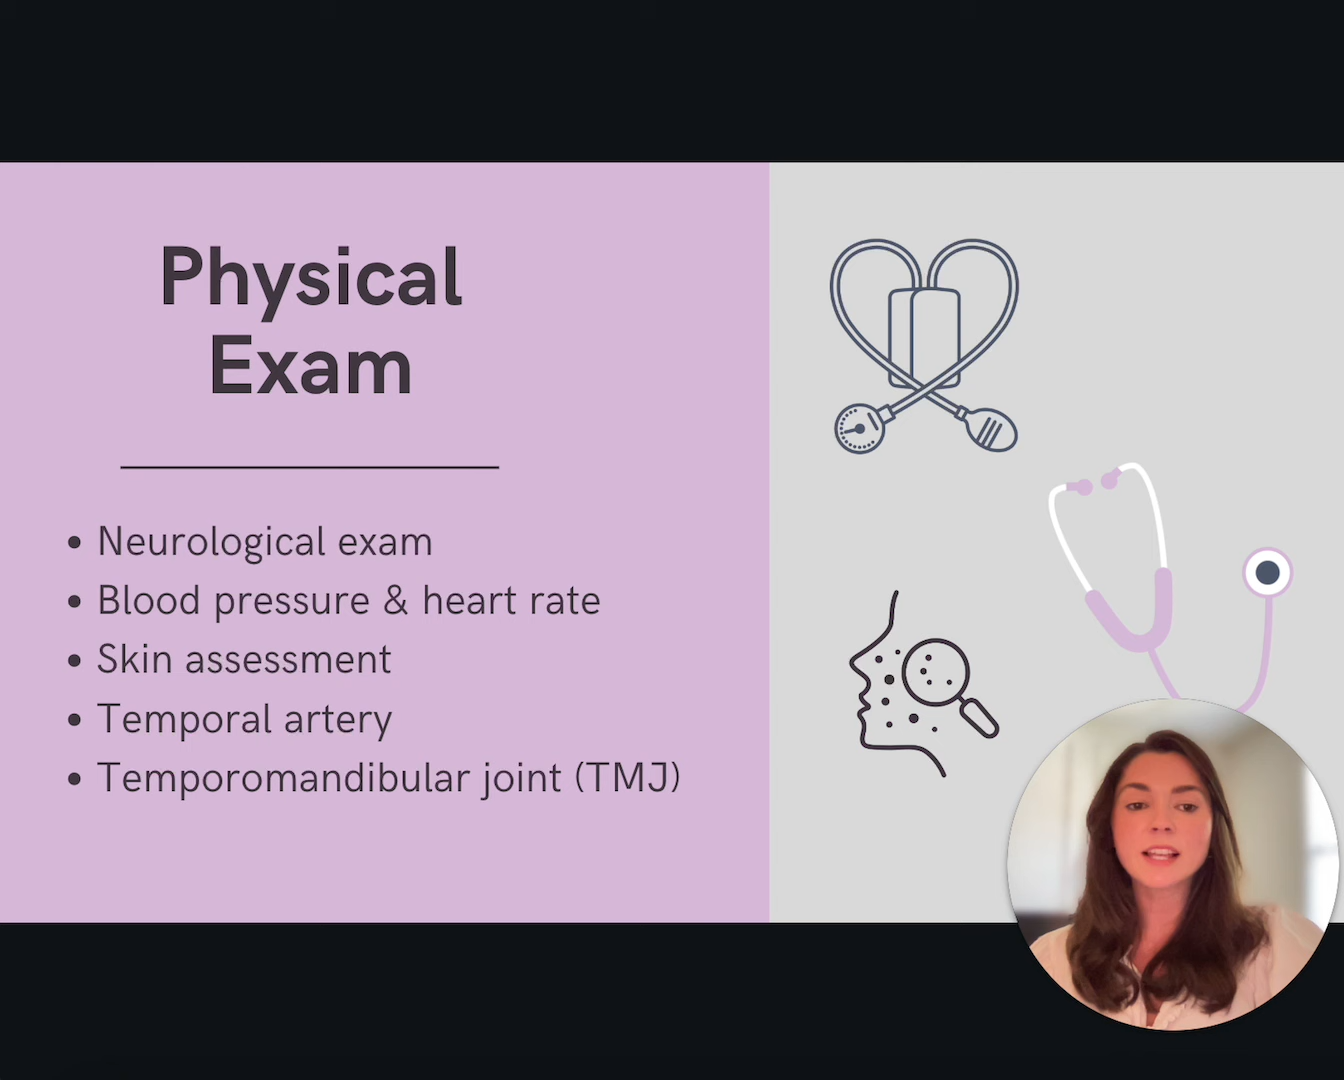 Physical
Exam
• Neurological exam
• Blood pressure & heart rate
• Skin assessment
• Temporal artery
• Temporomandibular joint (TMJ)